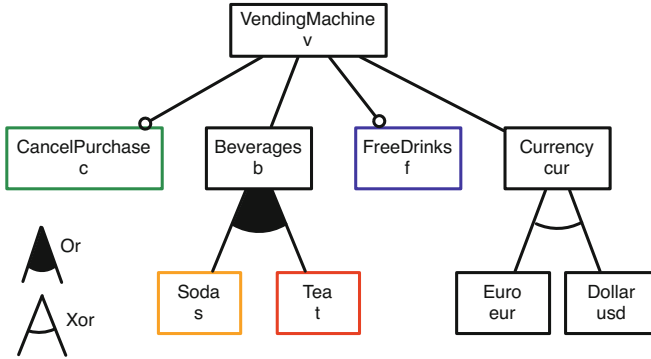 VendingMachine
v
CancelPurchase
c
Beverages
b
FreeDrinks
f
Currency
cur
Or
Xor
Soda
s
Tea
t
Euro
eur
Dollar
usd